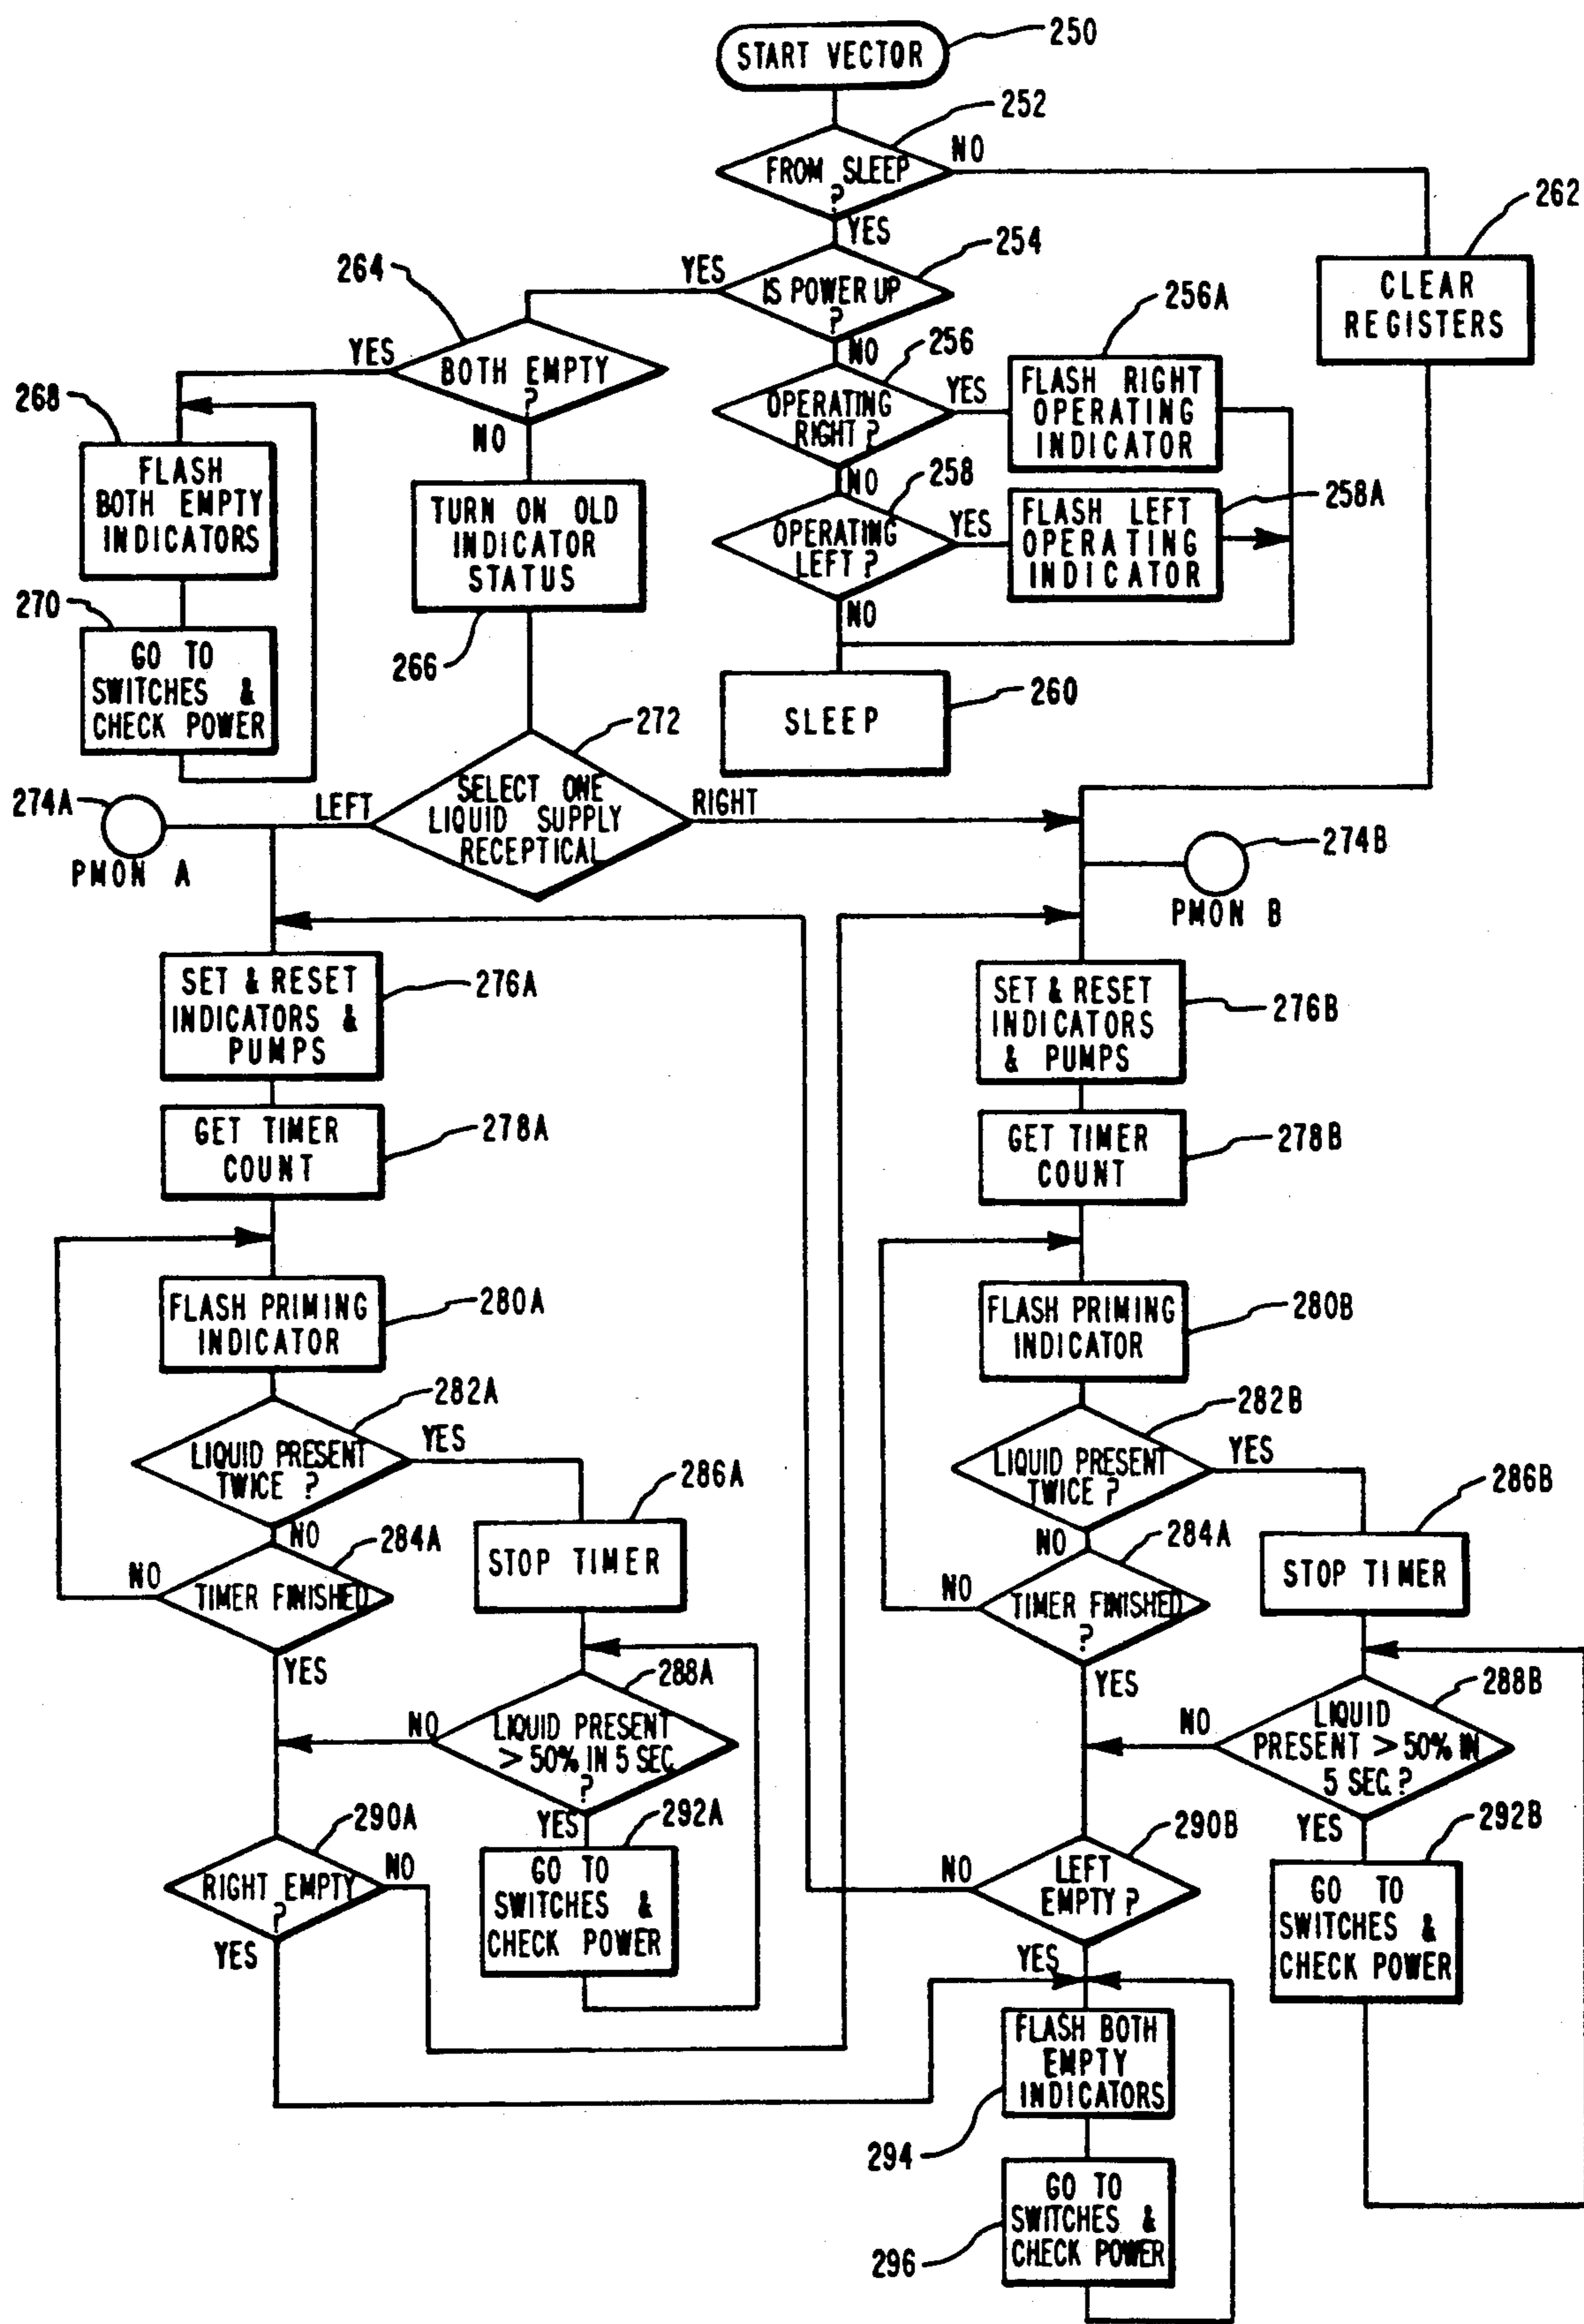 START VECTOR
250
252
FROM SLEEP
?
NO
YES
262
CLEAR
REGISTERS
254
IS POWER UP
?
YES
NO
264
BOTH EMPTY
?
YES
NO
256
OPERATING
RIGHT ?
YES
NO
256A
FLASH RIGHT
OPERATING
INDICATOR
258
OPERATING
LEFT ?
YES
NO
258A
FLASH LEFT
OPERATING
INDICATOR
268
FLASH
BOTH EMPTY
INDICATORS
270
GO TO
SWITCHES &
CHECK POWER
TURN ON OLD
INDICATOR
STATUS
266
SLEEP
260
272
SELECT ONE
LIQUID SUPPLY
RECEPTICAL
LEFT
RIGHT
274A
PMON A
274B
PMON B
SET & RESET
INDICATORS &
PUMPS
276A
GET TIMER
COUNT
278A
FLASH PRIMING
INDICATOR
280A
282A
LIQUID PRESENT
TWICE ?
YES
NO
284A
TIMER FINISHED
NO
YES
286A
STOP TIMER
288A
LIQUID PRESENT
> 50% IN 5 SEC
?
NO
YES
290A
RIGHT EMPTY
?
NO
YES
292A
GO TO
SWITCHES &
CHECK POWER
SET & RESET
INDICATORS
& PUMPS
276B
GET TIMER
COUNT
278B
FLASH PRIMING
INDICATOR
280B
282B
LIQUID PRESENT
TWICE ?
YES
NO
284A
TIMER FINISHED
?
NO
YES
286B
STOP TIMER
288B
LIQUID
PRESENT > 50% IN
5 SEC. ?
NO
YES
290B
LEFT
EMPTY ?
NO
YES
292B
GO TO
SWITCHES &
CHECK POWER
FLASH BOTH
EMPTY
INDICATORS
294
GO TO
SWITCHES &
CHECK POWER
296